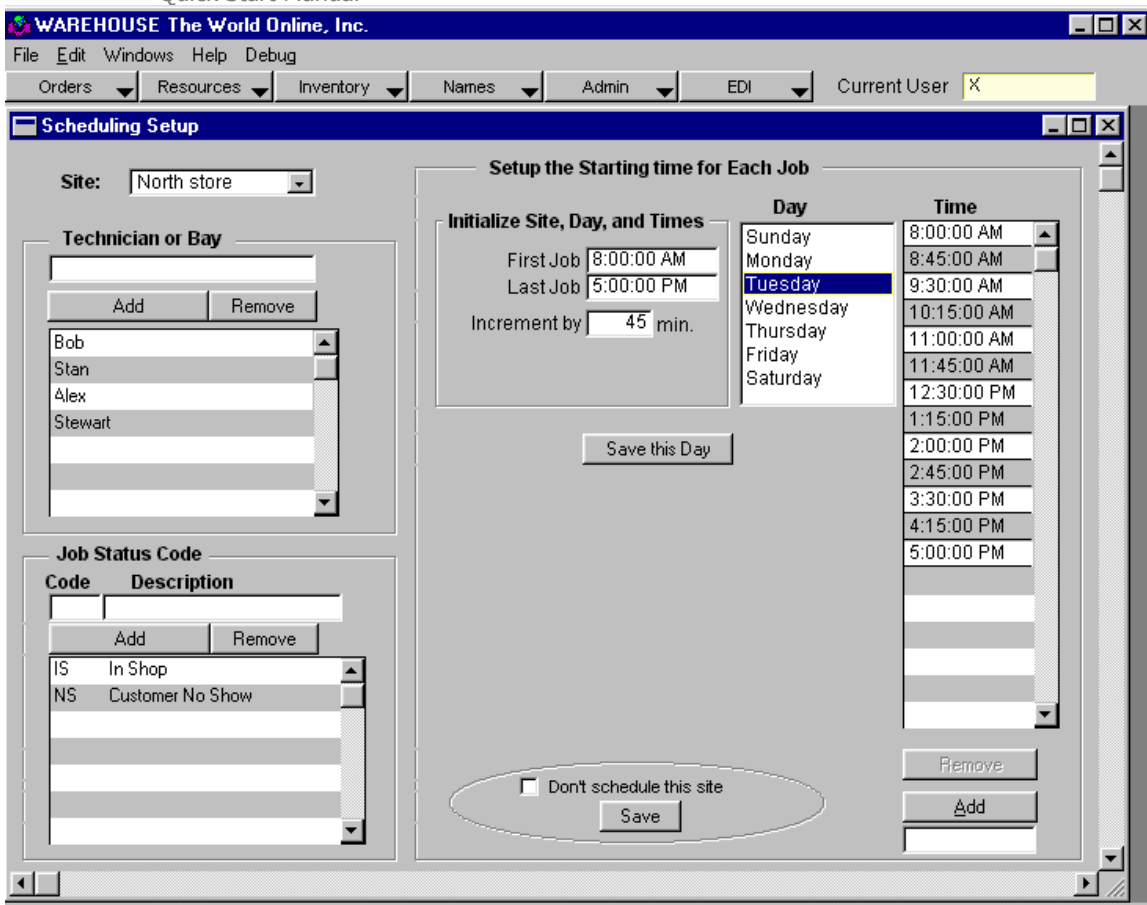 Quick Start Manual
WAREHOUSE The World Online, Inc.
File Edit Windows Help Debug
Orders Resources Inventory Names Admin EDI Current User X
Scheduling Setup
Site: North store
Technician or Bay
Add Remove
Bob
Stan
Alex
Stewart
Job Status Code
Code Description
Add Remove
IS In Shop
NS Customer No Show
Setup the Starting time for Each Job
Initialize Site, Day, and Times
First Job 8:00:00 AM
Last Job 5:00:00 PM
Increment by 45 min.
Day
Sunday
Monday
Tuesday
Wednesday
Thursday
Friday
Saturday
Time
8:00:00 AM
8:45:00 AM
9:30:00 AM
10:15:00 AM
11:00:00 AM
11:45:00 AM
12:30:00 PM
1:15:00 PM
2:00:00 PM
2:45:00 PM
3:30:00 PM
4:15:00 PM
5:00:00 PM
Save this Day
Don't schedule this site
Save
Remove
Add